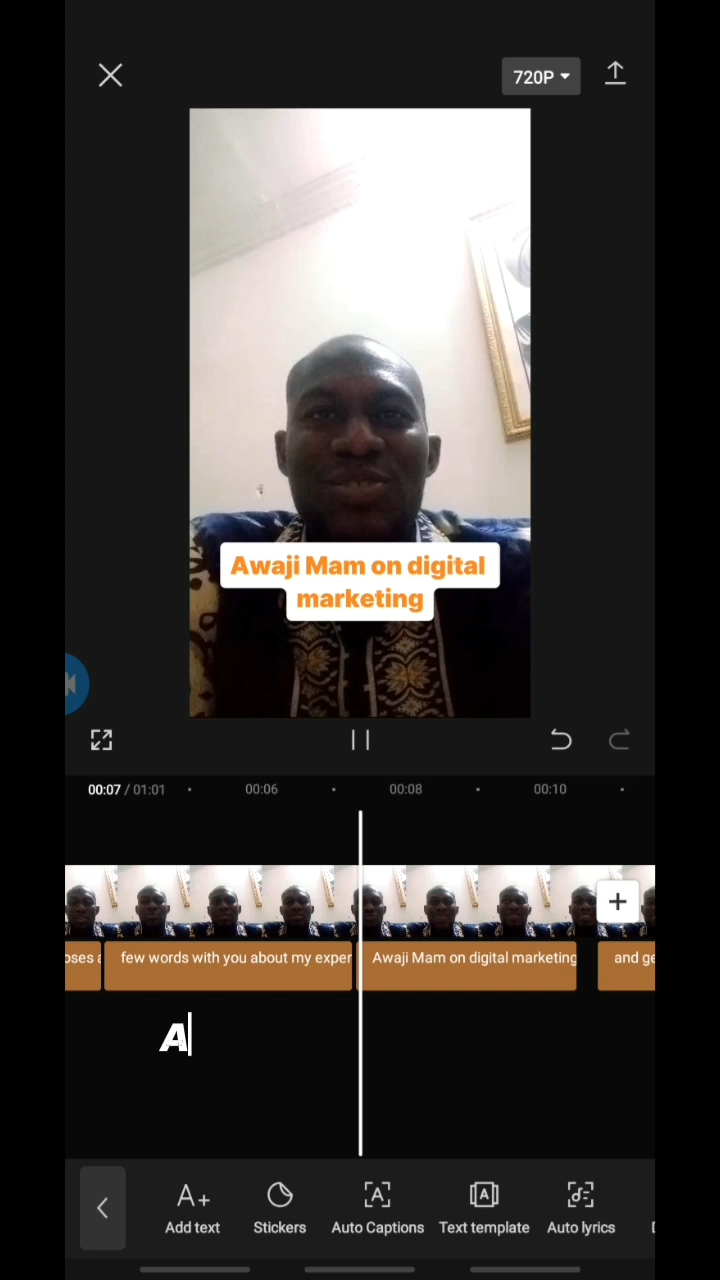 720P
Awaji Mam on digital
marketing
00:07 / 01:01
00:06
00:08
00:10
few words with you about my exper
Awaji Mam on digital marketing
and ge
A
A+
Add text
Stickers
Auto Captions
Text template
Auto lyrics